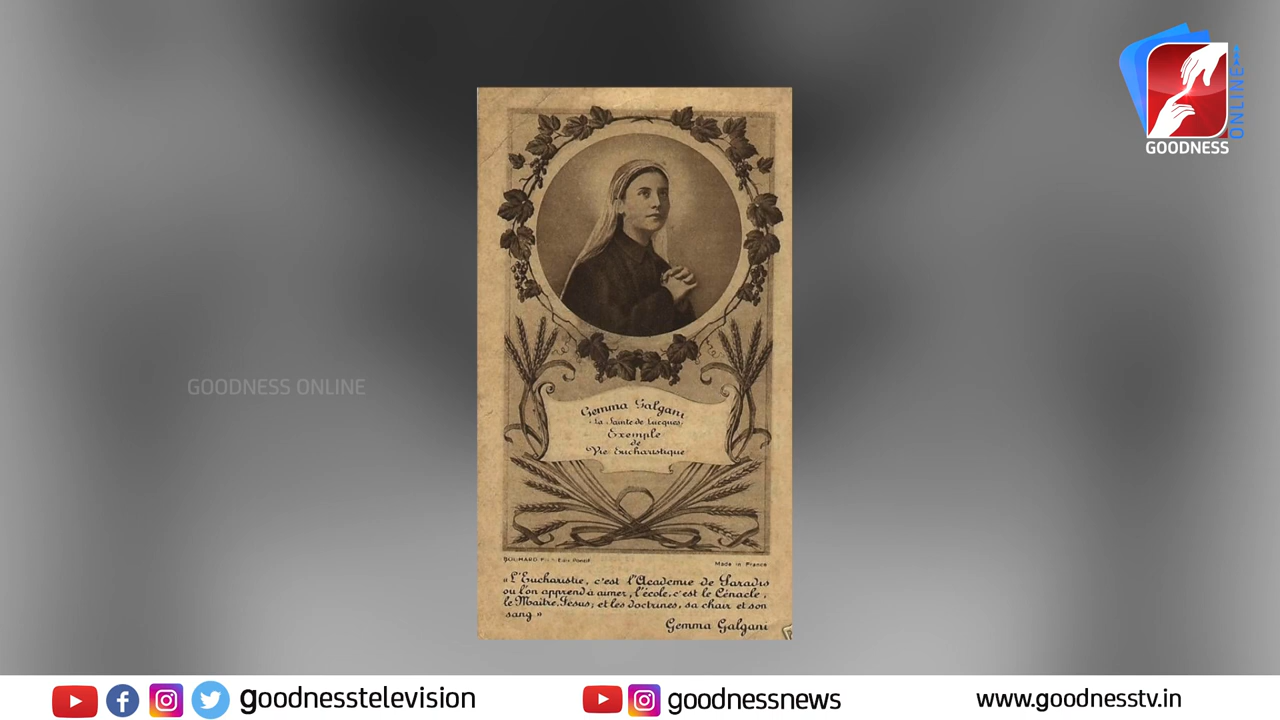 GOODNESS
ONLINE
GOODNESS ONLINE
Gemma Galgani
«La Sainte de Lucques»
Exemple
de
Vie Eucharistique
Made in France
«L'Eucharistie, c'est l'Academie de Paradis
ou l'on apprend à aimer, l'école, c'est le Cénacle,
le Maître, Jésus; et les doctrines, sa chair et son
sang.»
Gemma Galgani
goodnesstelevision
goodnessnews
www.goodnesstv.in